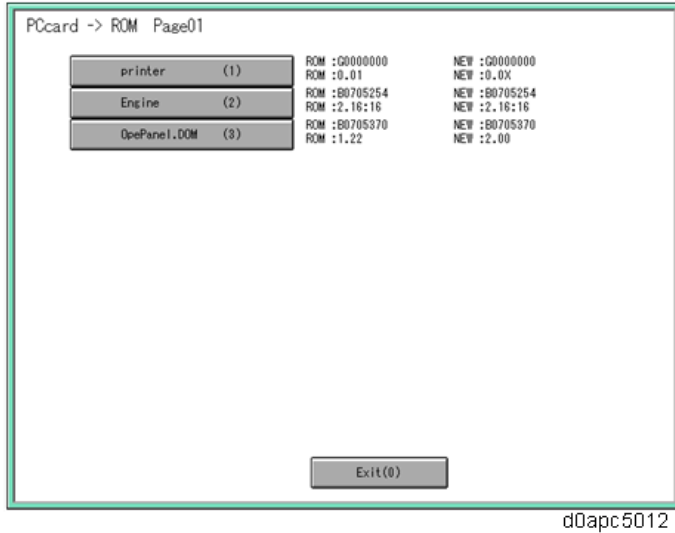 PCcard -> ROM Page01
printer (1) ROM :G0000000 NEW :G0000000
ROM :0.01 NEW :0.0X
Engine (2) ROM :B0705254 NEW :B0705254
ROM :2.16:16 NEW :2.16:16
OpePanel.DOM (3) ROM :B0705370 NEW :B0705370
ROM :1.22 NEW :2.00
Exit(0)
d0apc5012